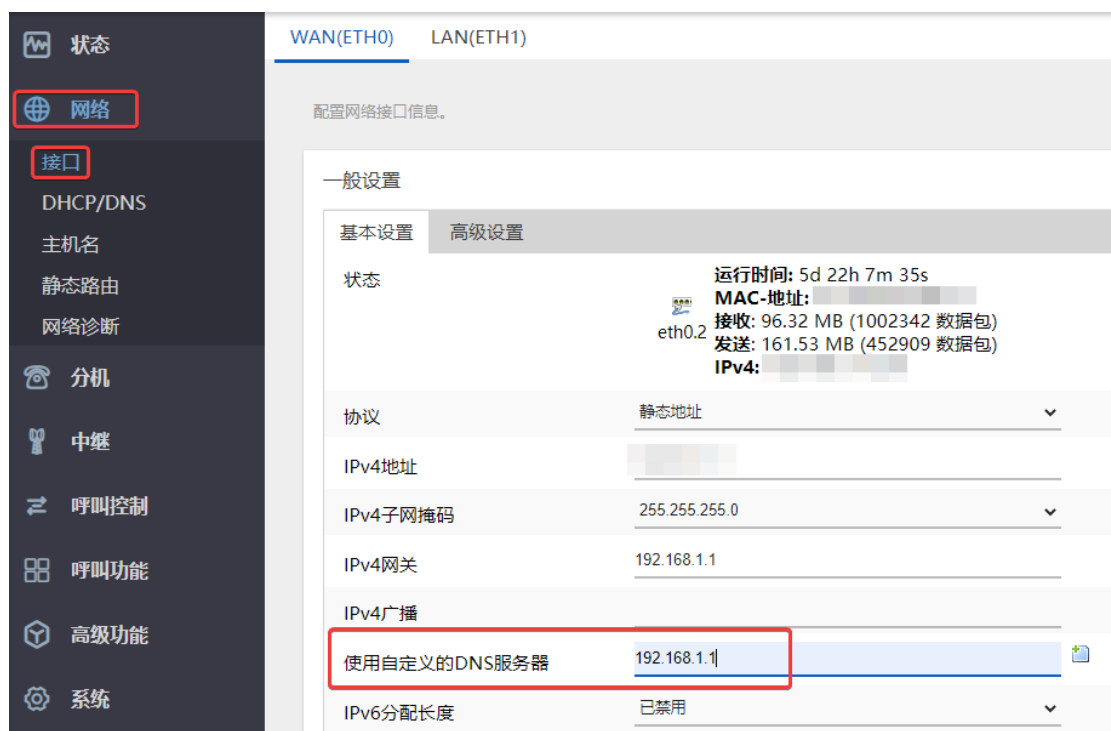 状态
网络
接口
DHCP/DNS
主机名
静态路由
网络诊断
分机
中继
呼叫控制
呼叫功能
高级功能
系统
WAN(ETH0) LAN(ETH1)
配置网络接口信息。
一般设置
基本设置 高级设置
状态
eth0.2
运行时间: 5d 22h 7m 35s
MAC-地址:
接收: 96.32 MB (1002342 数据包)
发送: 161.53 MB (452909 数据包)
IPv4:
协议 静态地址
IPv4地址
IPv4子网掩码 255.255.255.0
IPv4网关 192.168.1.1
IPv4广播
使用自定义的DNS服务器 192.168.1.1
IPv6分配长度 已禁用